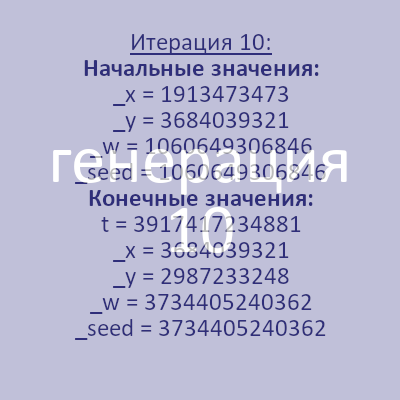 Итерация 10:
Начальные значения:
_x = 1913473473
_y = 3684039321
_w = 1060649306846
_seed = 1060649306846
Конечные значения:
t = 3917417234881
_x = 3684039321
_y = 2987233248
_w = 3734405240362
_seed = 3734405240362
генерация
10